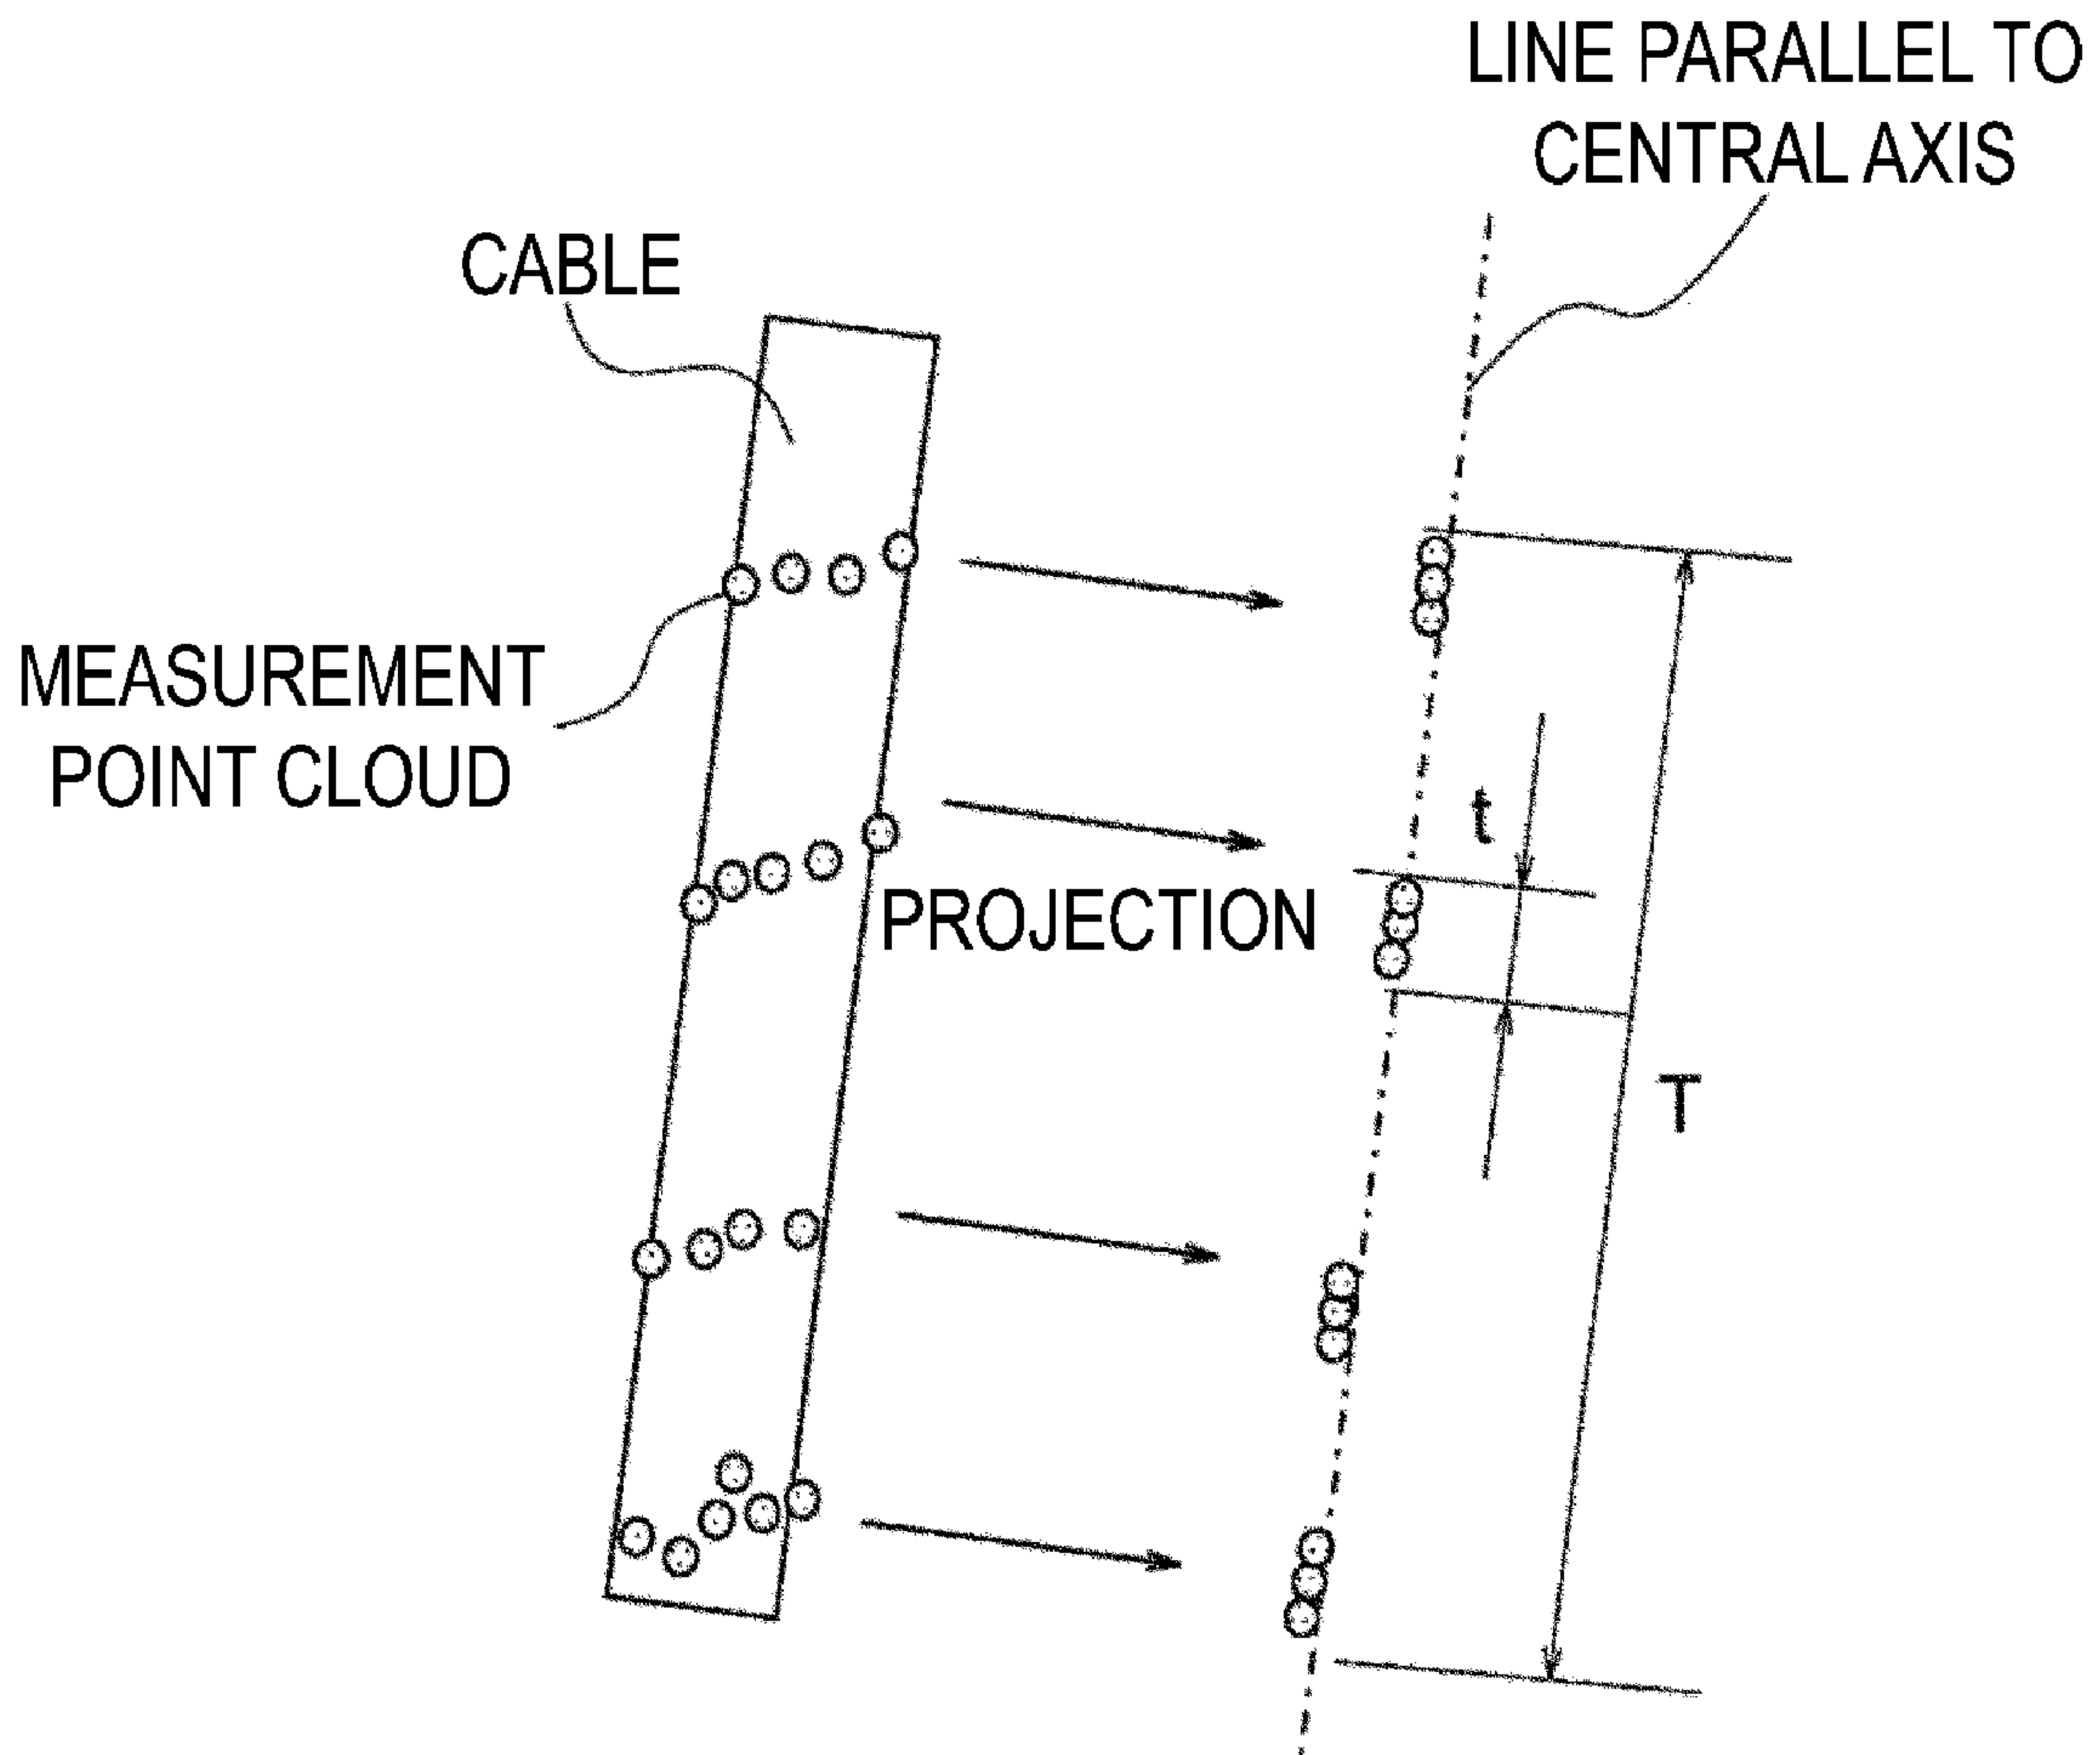 LINE PARALLEL TO
CENTRAL AXIS
CABLE
MEASUREMENT
POINT CLOUD
t
PROJECTION
T